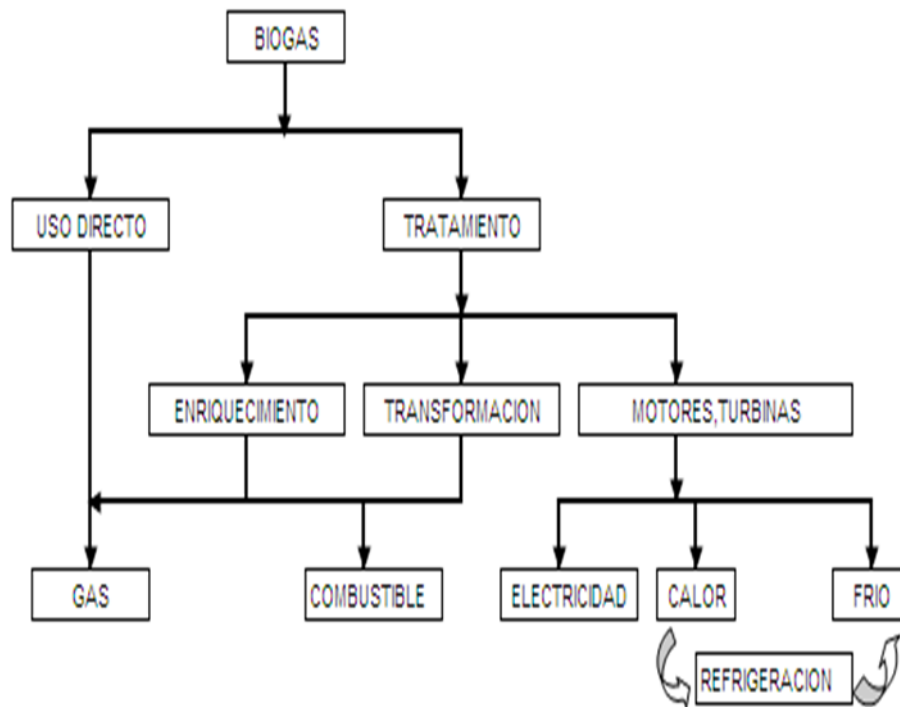 BIOGAS
USO DIRECTO
TRATAMIENTO
ENRIQUECIMIENTO
TRANSFORMACION
MOTORES,TURBINAS
GAS
COMBUSTIBLE
ELECTRICIDAD
CALOR
FRIO
REFRIGERACION